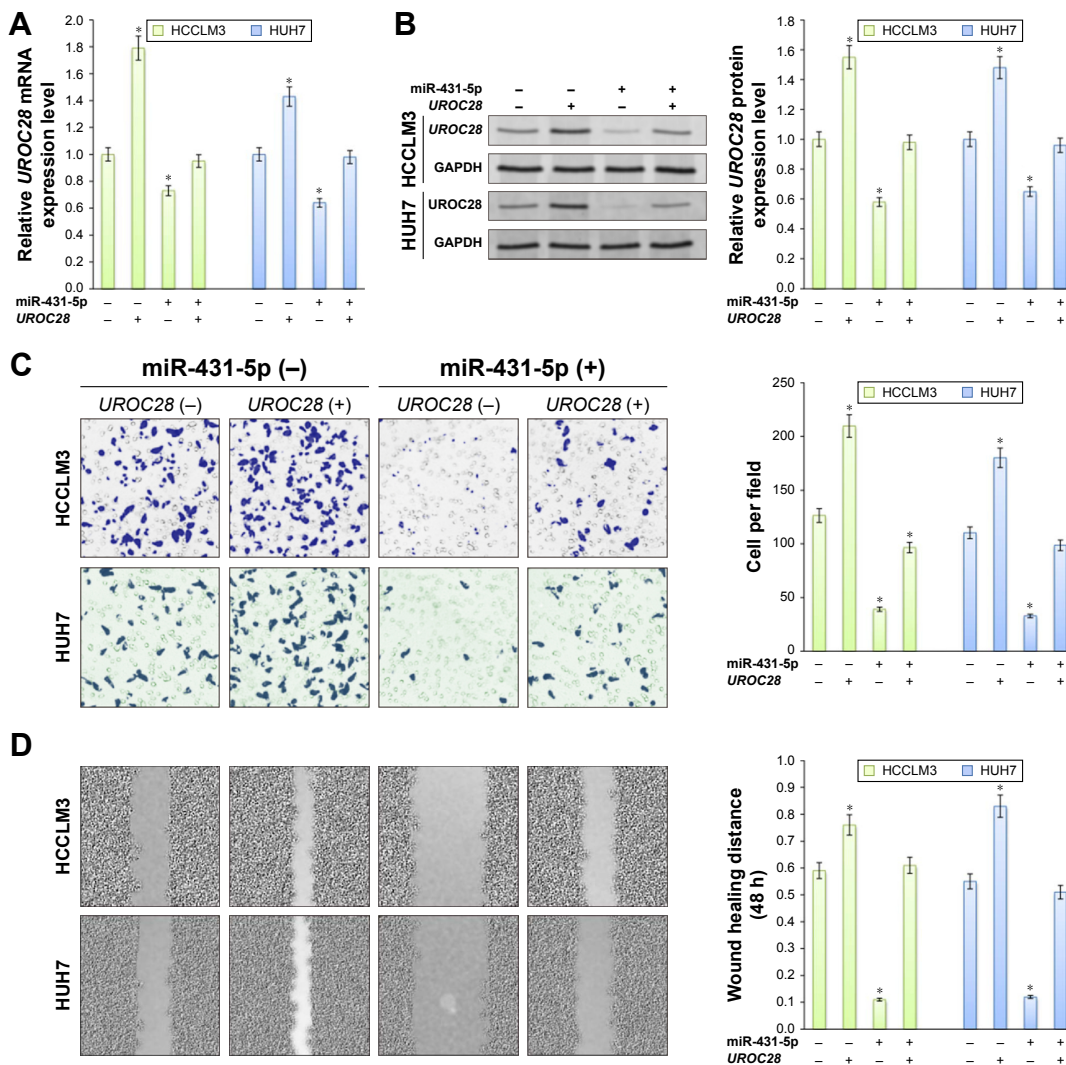 A
HCCLM3 HUH7
Relative UROC28 mRNA
expression level
2.0
1.8
1.6
1.4
1.2
1.0
0.8
0.6
0.4
0.2
0.0
* * * *
miR-431-5p – – + + – – + +
UROC28 – + – + – + – +
B
miR-431-5p – – + +
UROC28 – + – +
HCCLM3
UROC28
GAPDH
HUH7
UROC28
GAPDH
HCCLM3 HUH7
Relative UROC28 protein
expression level
1.8
1.6
1.4
1.2
1.0
0.8
0.6
0.4
0.2
0.0
* * * *
miR-431-5p – – + + – – + +
UROC28 – + – + – + – +
C
miR-431-5p (–) miR-431-5p (+)
UROC28 (–) UROC28 (+) UROC28 (–) UROC28 (+)
HCCLM3
HUH7
HCCLM3 HUH7
Cell per field
250
200
150
100
50
0
* * * * *
miR-431-5p – – + + – – + +
UROC28 – + – + – + – +
D
HCCLM3
HUH7
HCCLM3 HUH7
Wound healing distance
(48 h)
1.0
0.9
0.8
0.7
0.6
0.5
0.4
0.3
0.2
0.1
0.0
* * * *
miR-431-5p – – + + – – + +
UROC28 – + – + – + – +